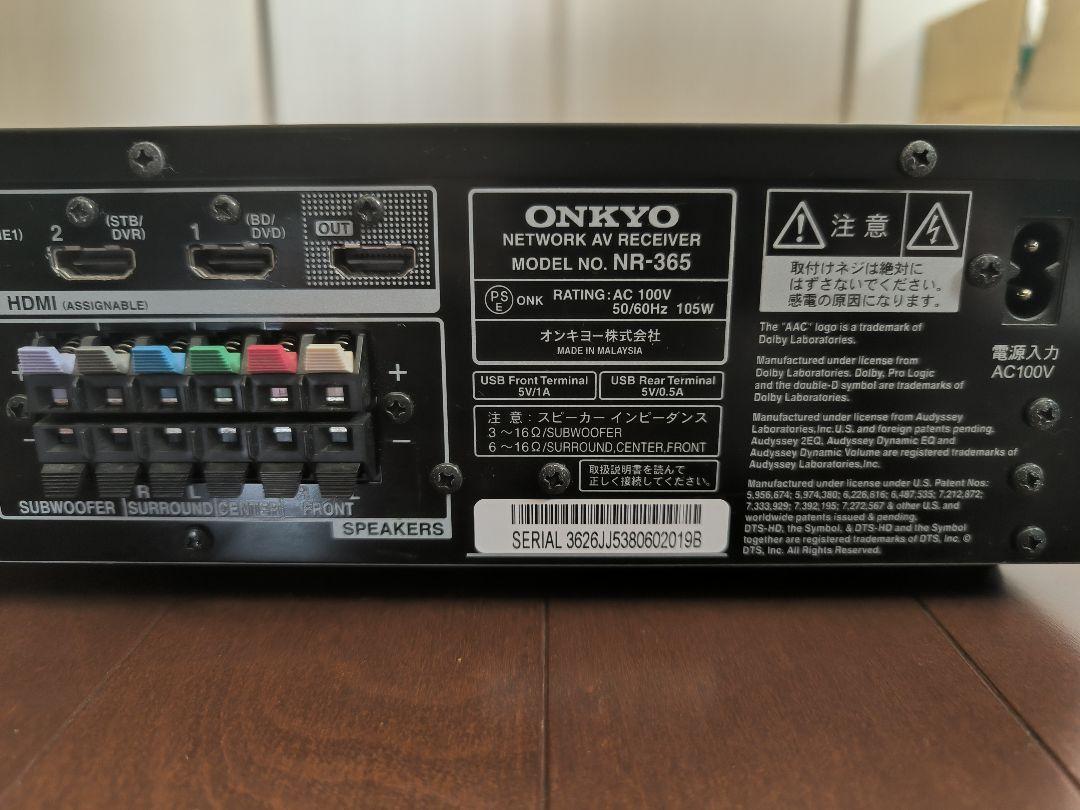 IE1)
2
(STB/
DVR)
1
(BD/
DVD)
OUT
HDMI (ASSIGNABLE)
+
+
−
−
R
L
L
SUBWOOFER
SURROUND
CENTER
FRONT
SPEAKERS
ONKYO
NETWORK AV RECEIVER
MODEL NO. NR-365
PS
E
ONK
RATING: AC 100V
50/60Hz 105W
オンキヨー株式会社
MADE IN MALAYSIA
USB Front Terminal
5V/1A
USB Rear Terminal
5V/0.5A
注 意 : スピーカー インピーダンス
3 ～16Ω/SUBWOOFER
6 ～16Ω/SURROUND,CENTER,FRONT
取扱説明書を読んで
正しく接続してください。
SERIAL 3626JJ5380602019B
注 意
取付けネジは絶対に
はずさないでください。
感電の原因になります。
The "AAC" logo is a trademark of
Dolby Laboratories.
Manufactured under license from
Dolby Laboratories. Dolby, Pro Logic
and the double-D symbol are trademarks of
Dolby Laboratories.
Manufactured under license from Audyssey
Laboratories,Inc.U.S. and foreign patents pending.
Audyssey 2EQ, Audyssey Dynamic EQ and
Audyssey Dynamic Volume are registered trademarks of
Audyssey Laboratories,Inc.
Manufactured under license under U.S. Patent Nos:
5,956,674; 5,974,380; 6,226,616; 6,487,535; 7,212,872;
7,333,929; 7,392,195; 7,272,567 & other U.S. and
worldwide patents issued & pending.
DTS-HD, the Symbol, & DTS-HD and the Symbol
together are registered trademarks of DTS, Inc. ©
DTS, Inc. All Rights Reserved.
電源入力
AC100V